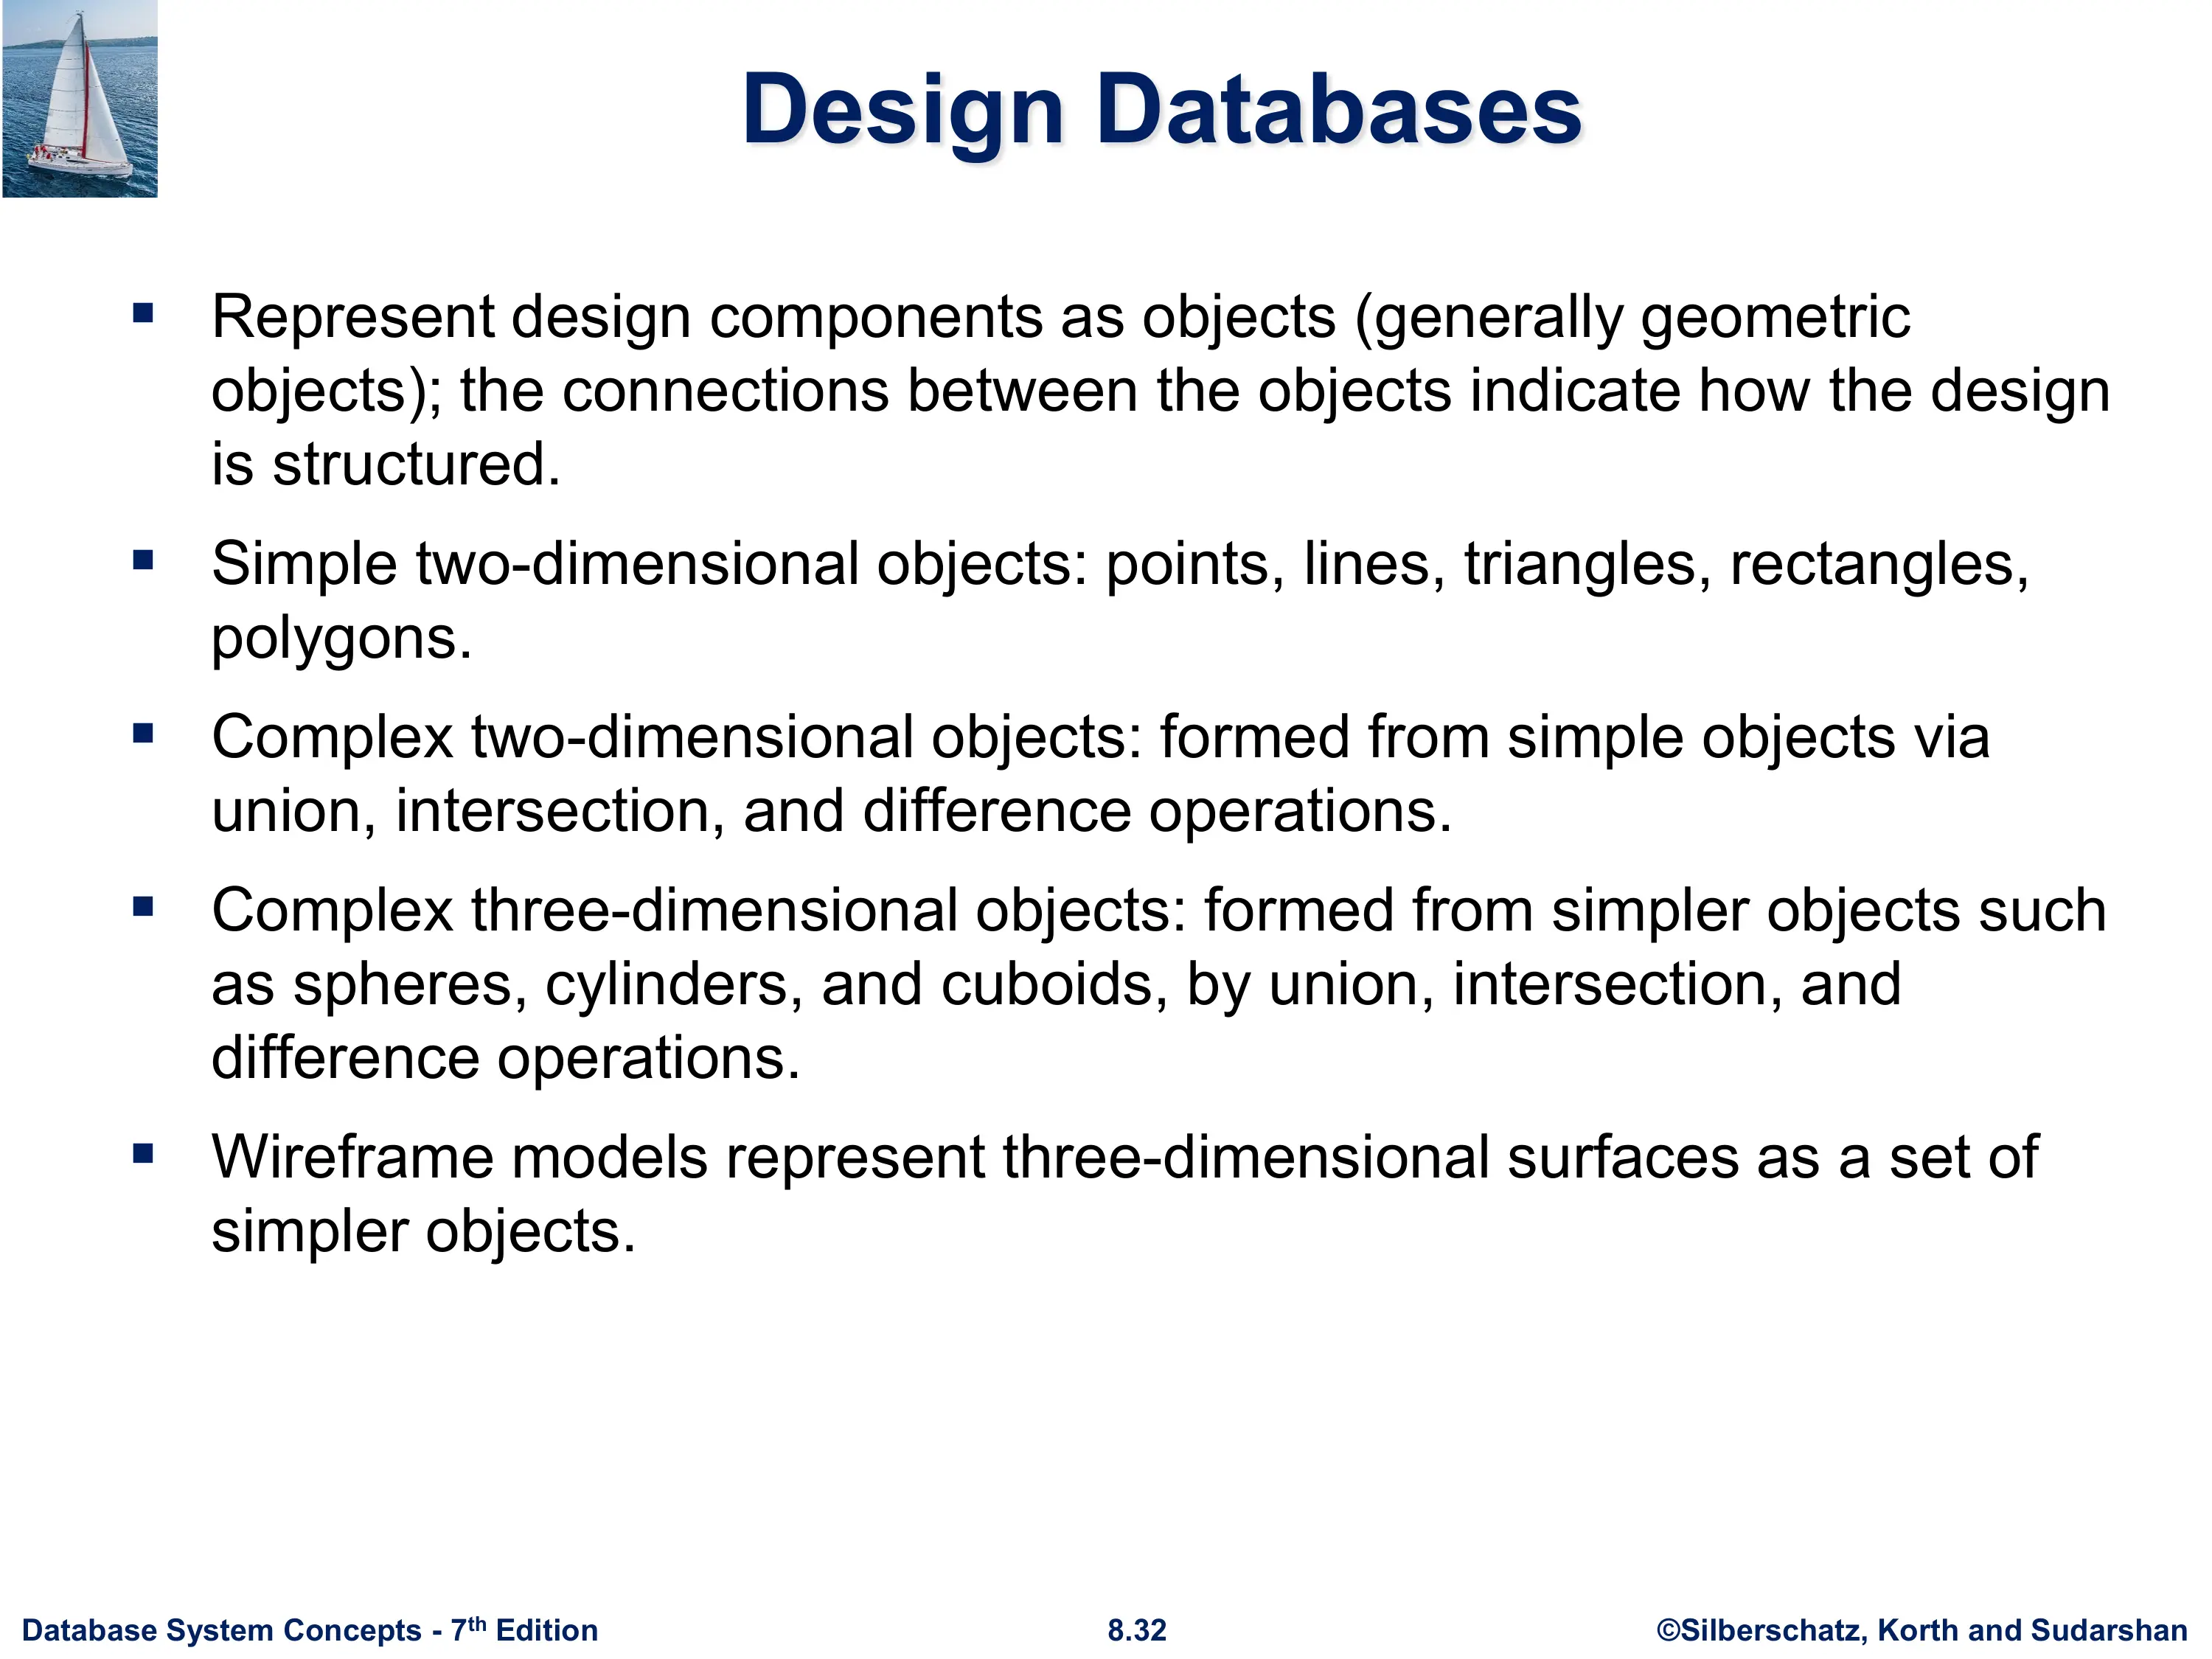 Design Databases
▪ Represent design components as objects (generally geometric
objects); the connections between the objects indicate how the design
is structured.
▪ Simple two-dimensional objects: points, lines, triangles, rectangles,
polygons.
▪ Complex two-dimensional objects: formed from simple objects via
union, intersection, and difference operations.
▪ Complex three-dimensional objects: formed from simpler objects such
as spheres, cylinders, and cuboids, by union, intersection, and
difference operations.
▪ Wireframe models represent three-dimensional surfaces as a set of
simpler objects.
Database System Concepts - 7th Edition 8.32 ©Silberschatz, Korth and Sudarshan